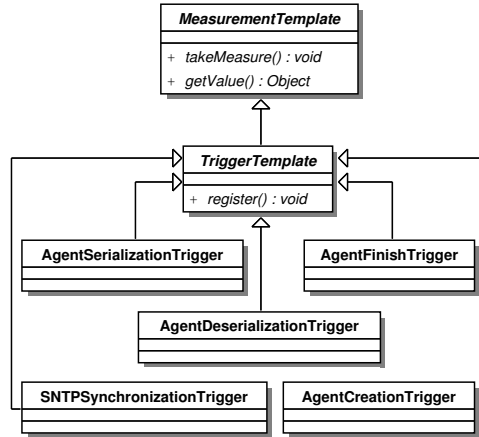 MeasurementTemplate
+ takeMeasure() : void
+ getValue() : Object
TriggerTemplate
+ register() : void
AgentSerializationTrigger
AgentFinishTrigger
AgentDeserializationTrigger
SNTPSynchronizationTrigger
AgentCreationTrigger